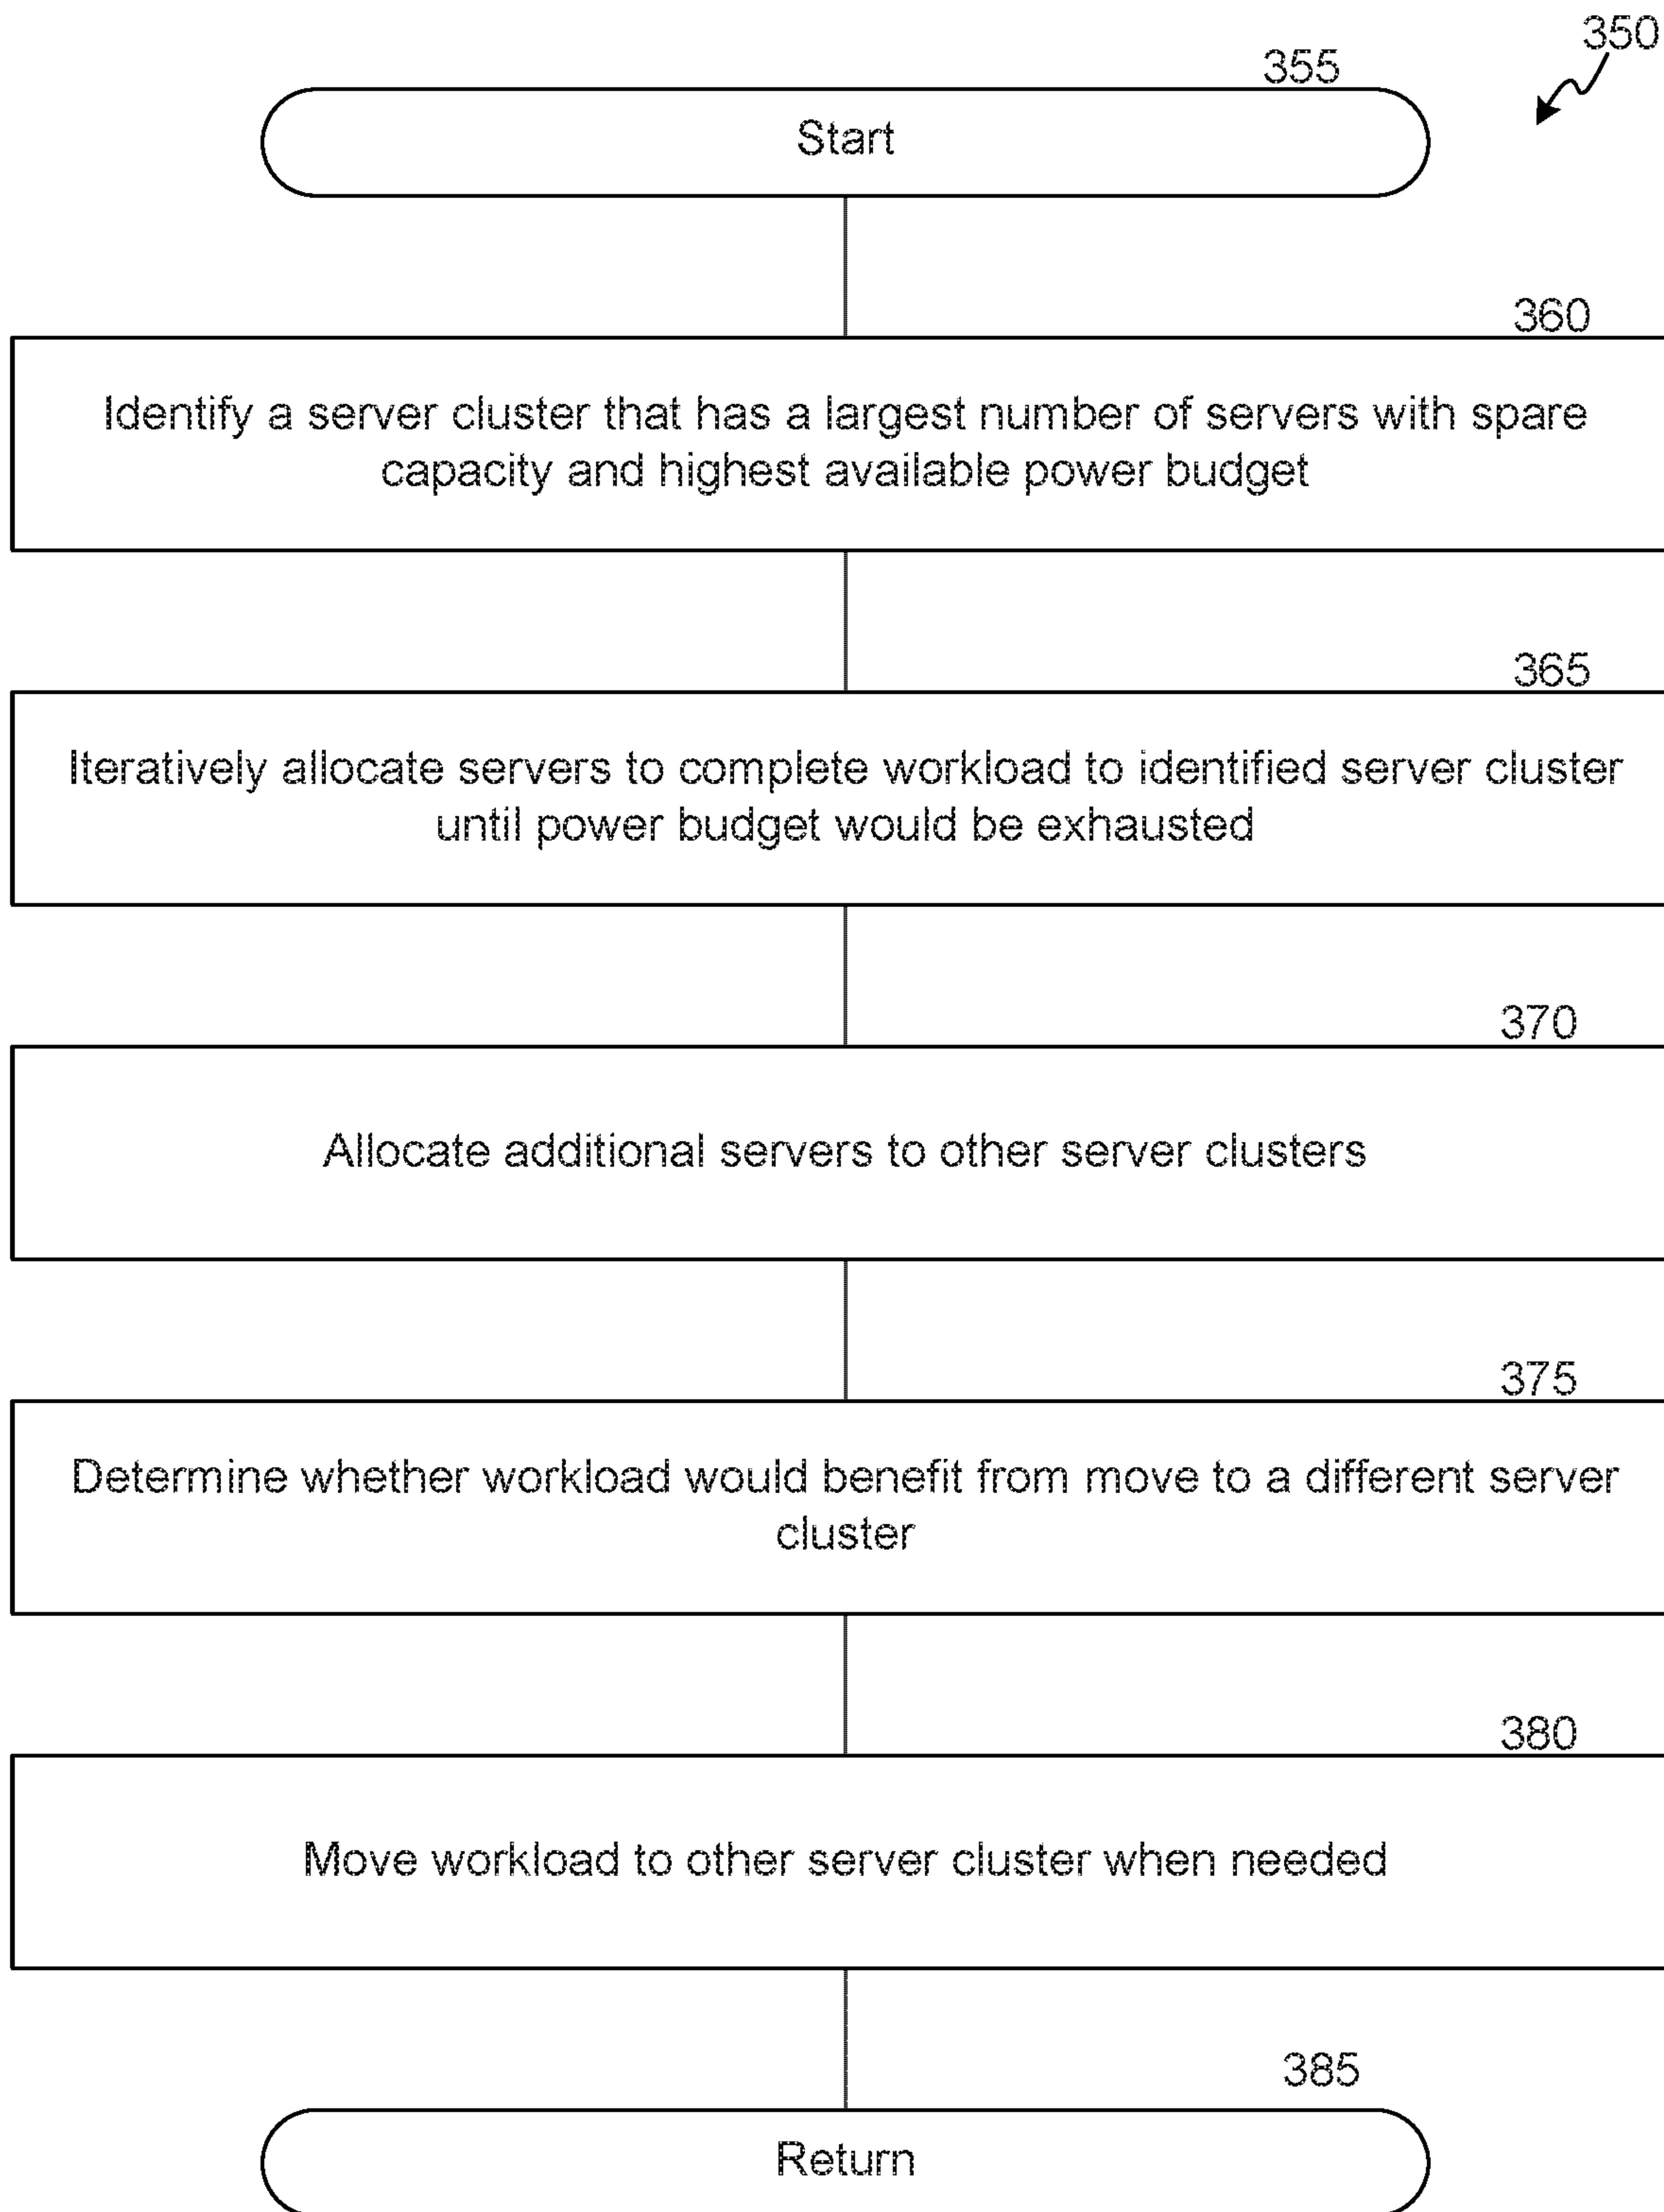 350
355
Start
360
Identify a server cluster that has a largest number of servers with spare
capacity and highest available power budget
365
Iteratively allocate servers to complete workload to identified server cluster
until power budget would be exhausted
370
Allocate additional servers to other server clusters
375
Determine whether workload would benefit from move to a different server
cluster
380
Move workload to other server cluster when needed
385
Return